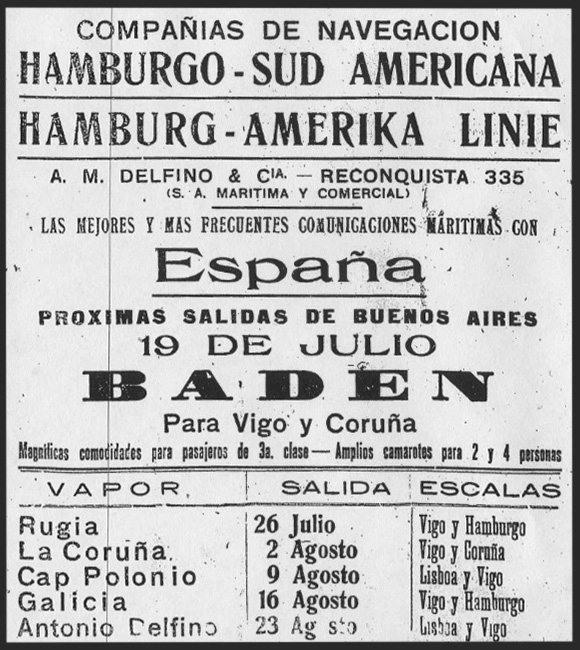 COMPAÑIAS DE NAVEGACION
HAMBURGO - SUD AMERICANA
HAMBURG - AMERIKA LINIE
A. M. DELFINO & CIA. — RECONQUISTA 335
(S. A. MARITIMA Y COMERCIAL)
LAS MEJORES Y MAS FRECUENTES COMUNICACIONES MARITIMAS CON
España
PROXIMAS SALIDAS DE BUENOS AIRES
19 DE JULIO
BADEN
Para Vigo y Coruña
Magníficas comodidades para pasajeros de 3a. clase — Amplios camarotes para 2 y 4 personas
VAPOR SALIDA ESCALAS
Rugia 26 Julio Vigo y Hamburgo
La Coruña 2 Agosto Vigo y Coruña
Cap Polonio 9 Agosto Lisboa y Vigo
Galicia 16 Agosto Vigo y Hamburgo
Antonio Delfino 23 Agosto Lisboa y Vigo